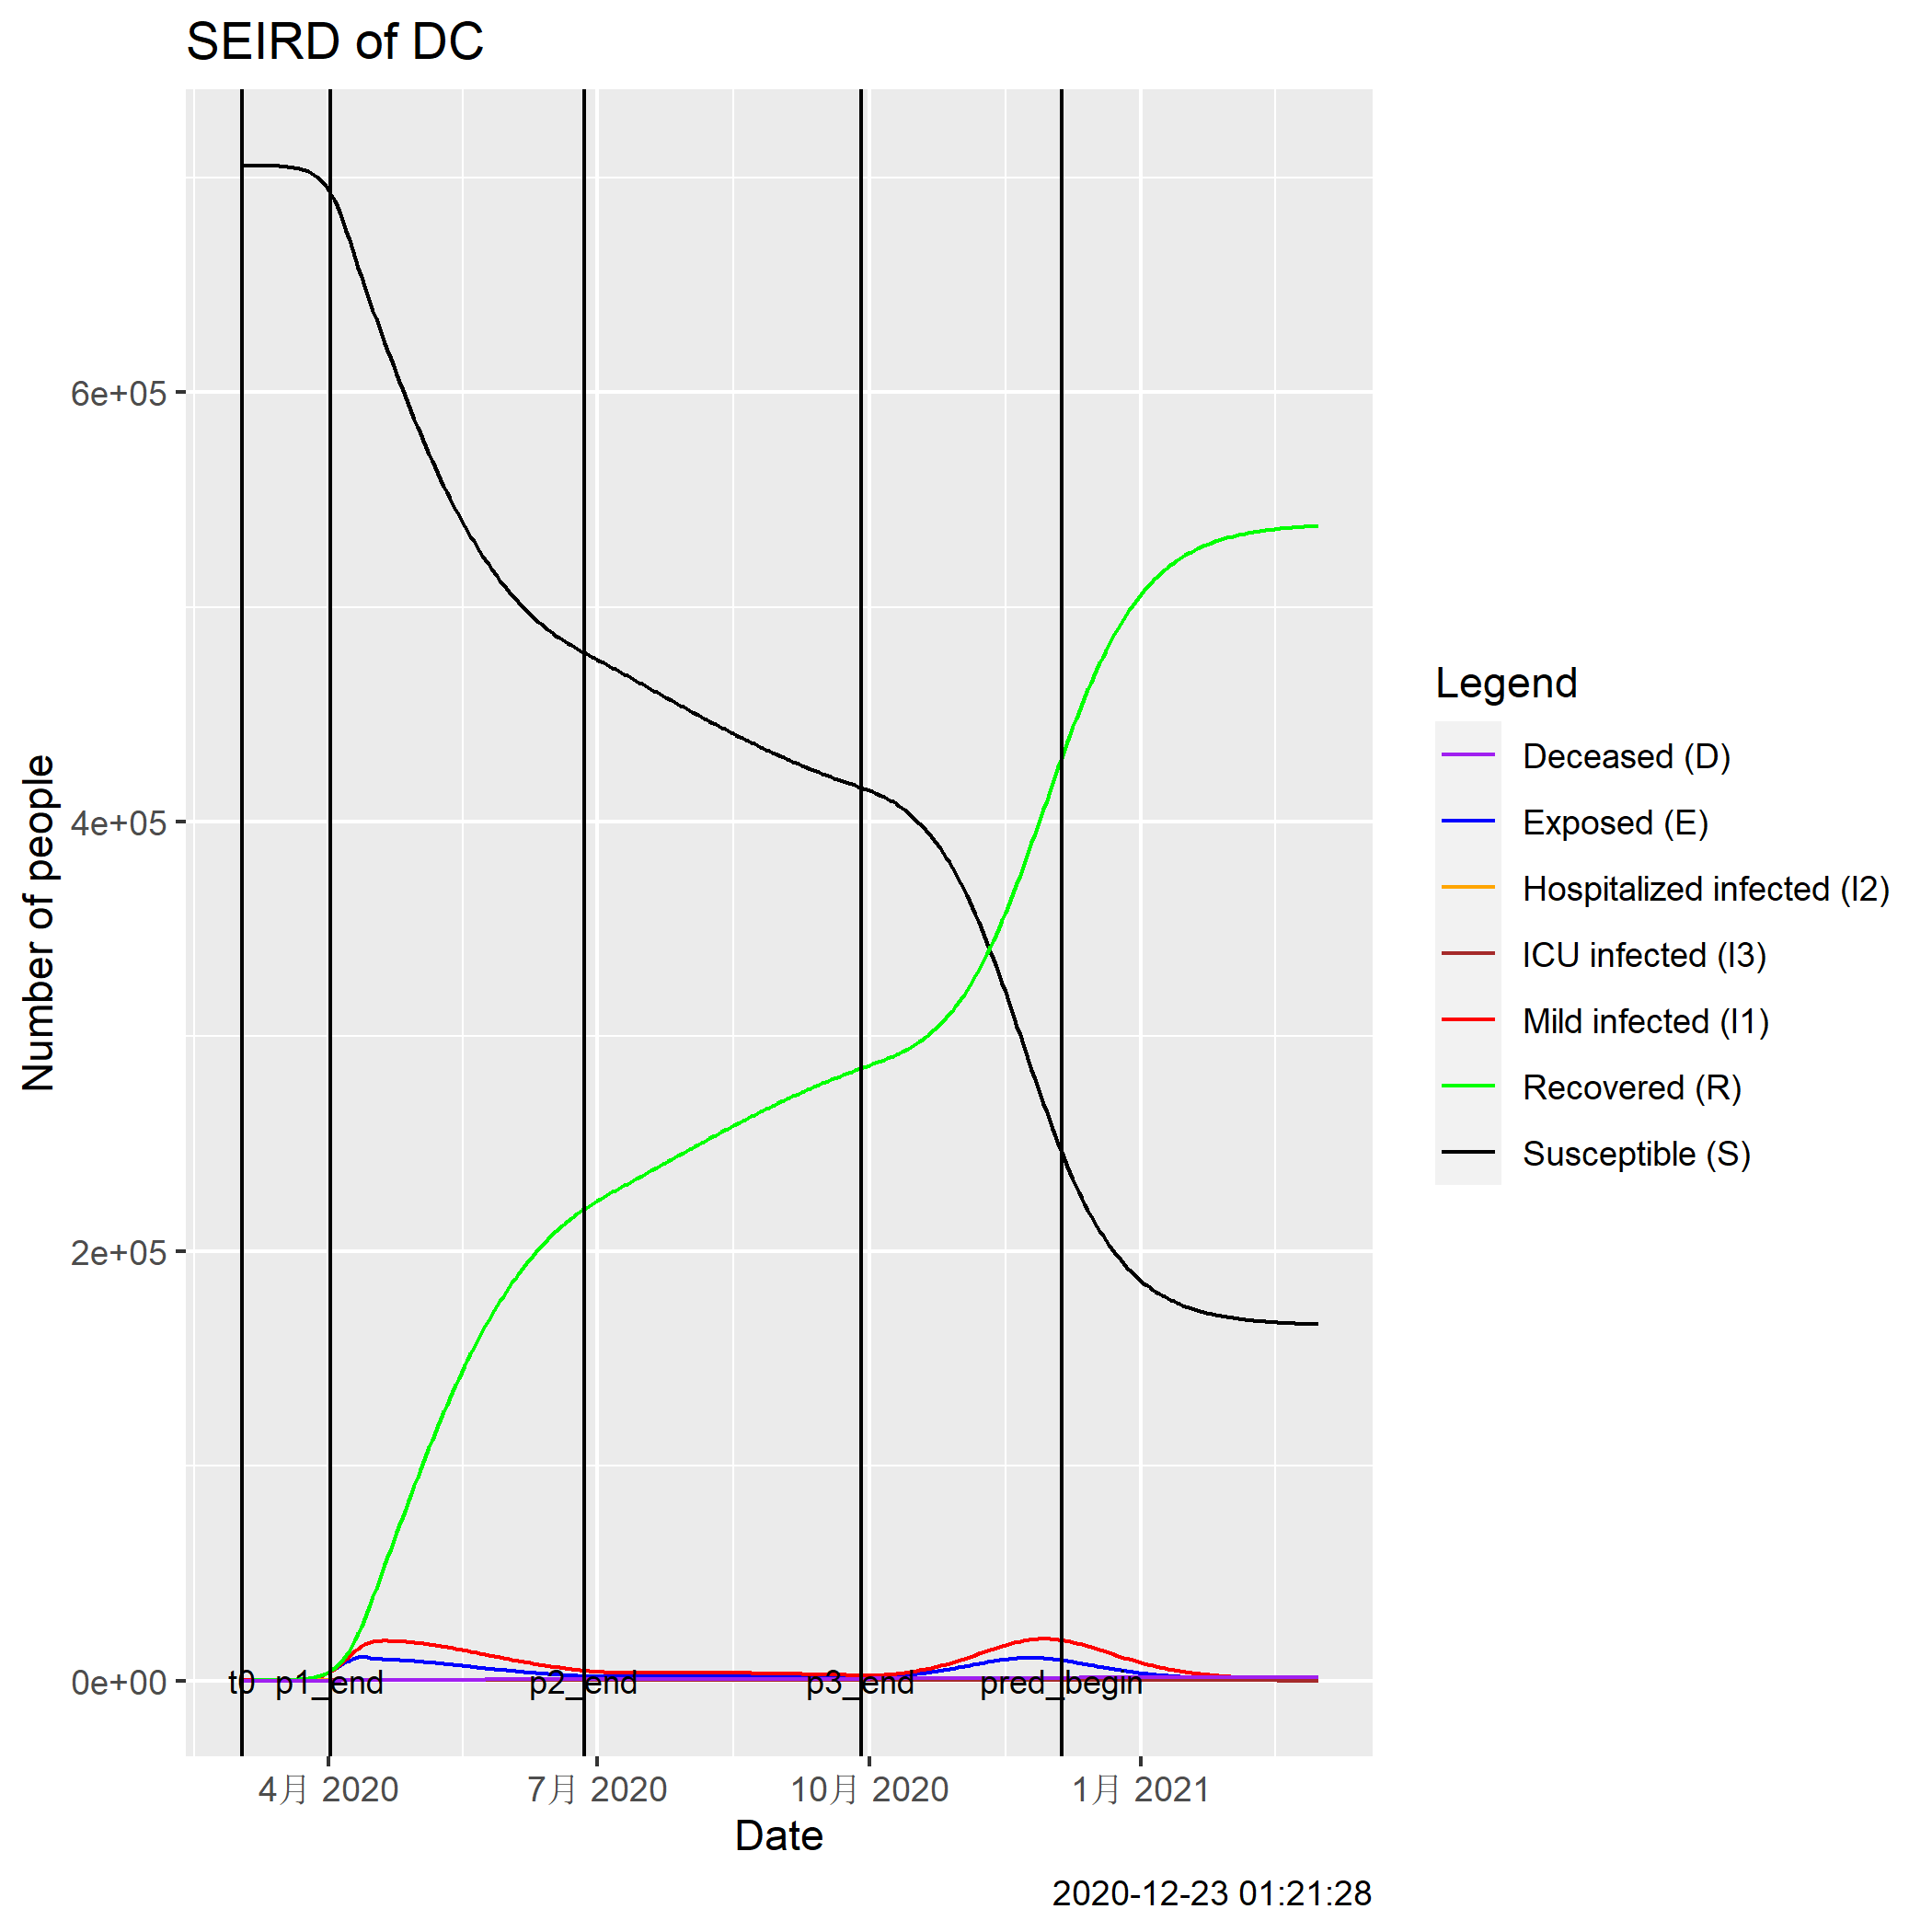 SEIRD of DC
Number of people
6e+05
4e+05
2e+05
0e+00
t0 p1_end p2_end p3_end pred_begin
4月 2020 7月 2020 10月 2020 1月 2021
Date
2020-12-23 01:21:28
Legend
Deceased (D)
Exposed (E)
Hospitalized infected (I2)
ICU infected (I3)
Mild infected (I1)
Recovered (R)
Susceptible (S)